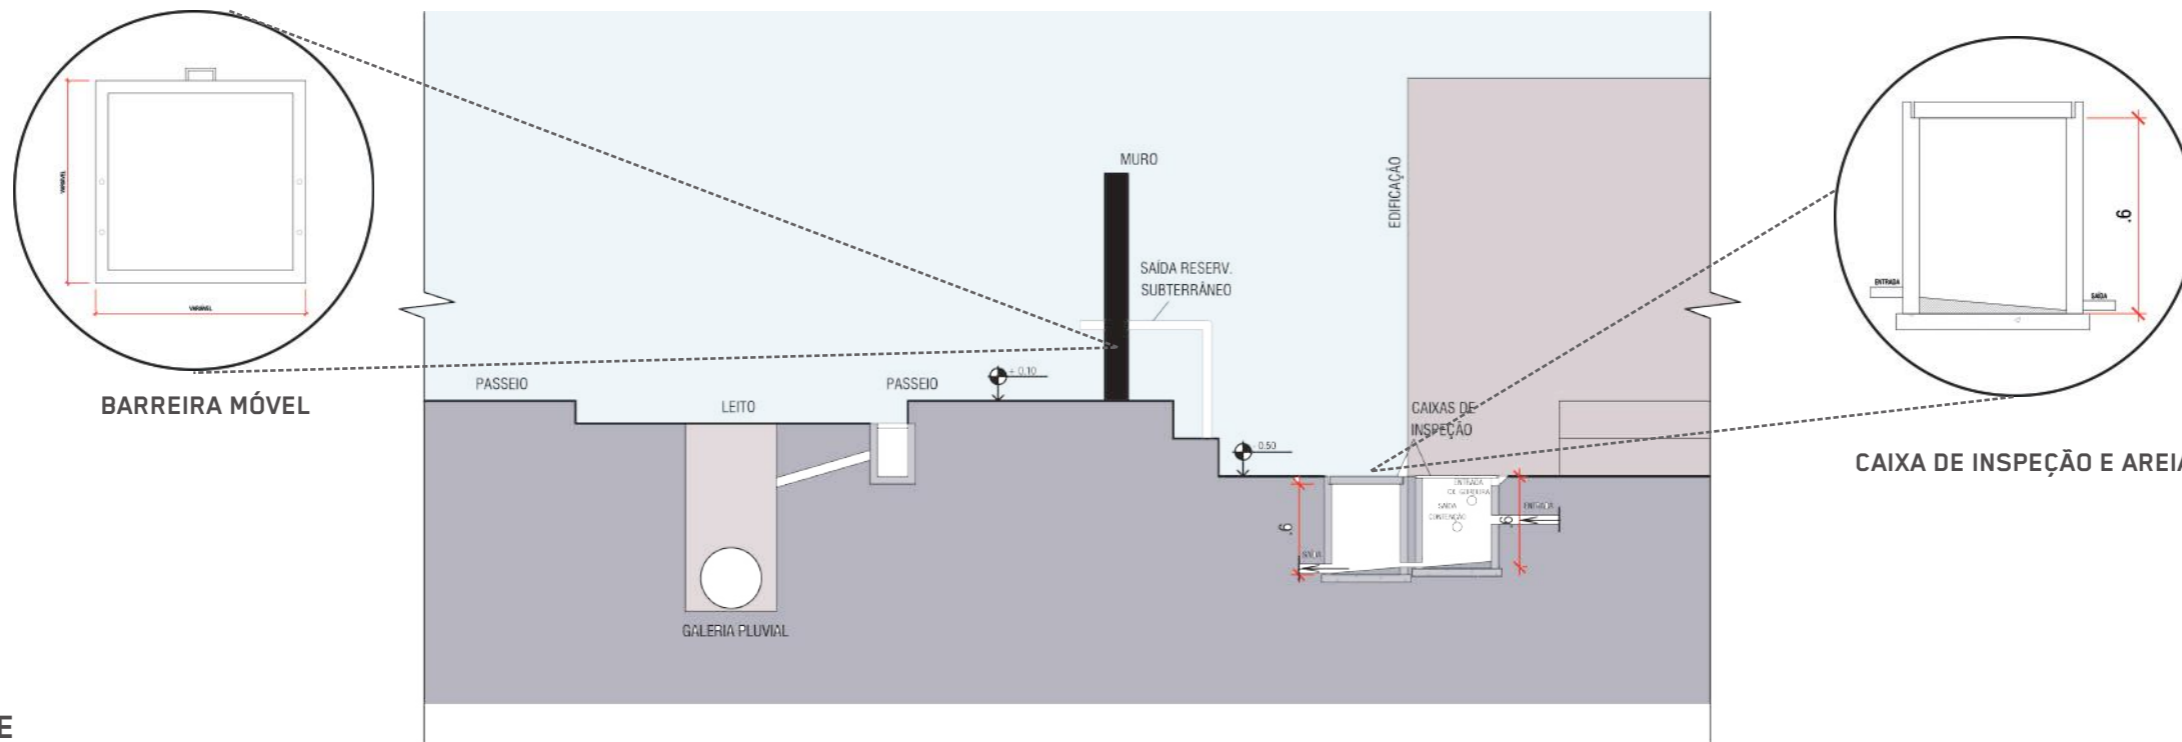 VARIÁVEL
VARIÁVEL
BARREIRA MÓVEL
MURO
EDIFICAÇÃO
SAÍDA RESERV.
SUBTERRÂNEO
PASSEIO
LEITO
PASSEIO
+ 0.10
- 0.50
CAIXAS DE
INSPEÇÃO
ENTRADA
DE GORDURA
SAÍDA
CONTENÇÃO
ENTRADA
.6
.6
SAÍDA
GALERIA PLUVIAL
ENTRADA
SAÍDA
.6
CAIXA DE INSPEÇÃO E AREIA
E